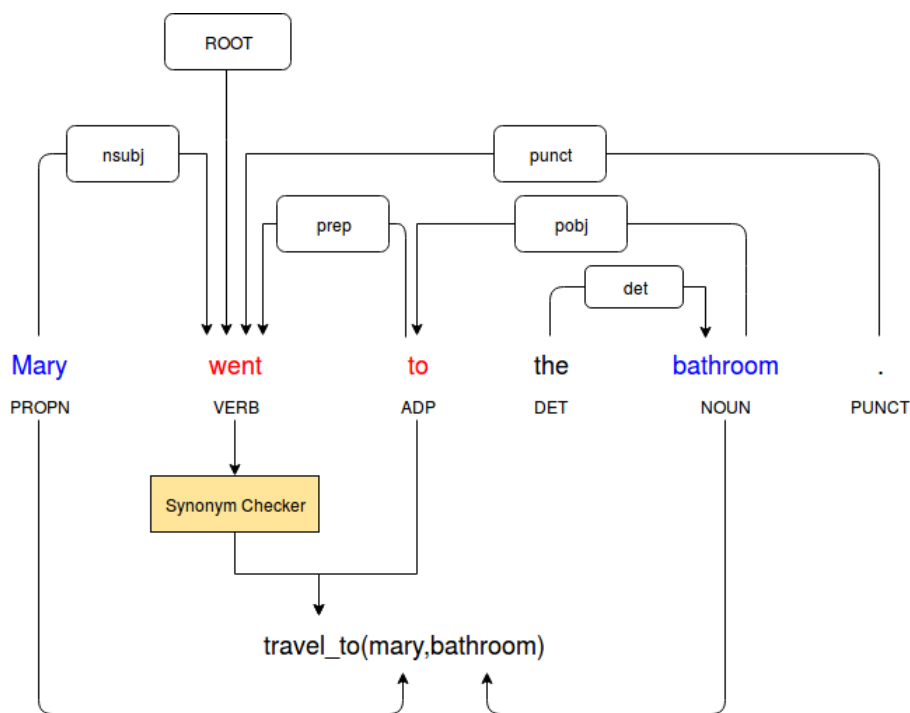 ROOT
nsubj
punct
prep
pobj
det
Mary went to the bathroom .
PROPN VERB ADP DET NOUN PUNCT
Synonym Checker
travel_to(mary,bathroom)